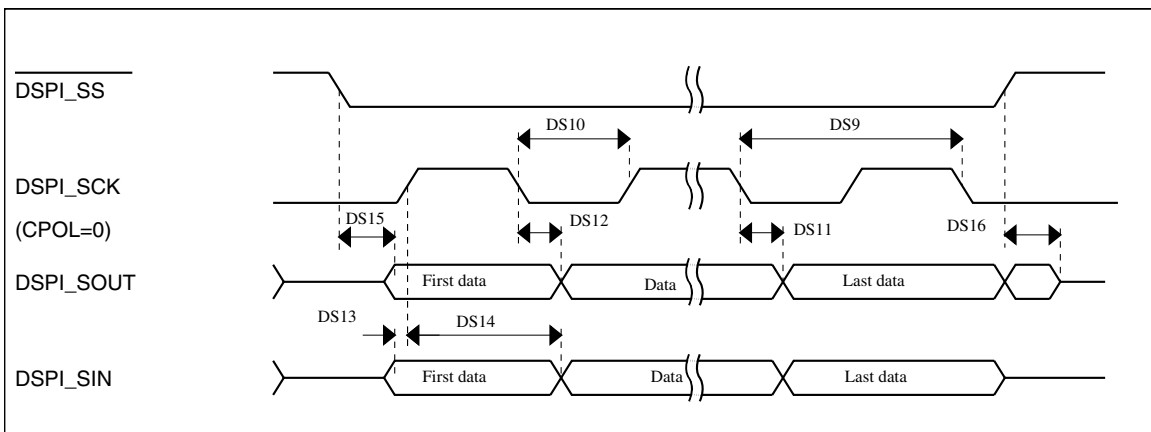 DSPI_SS
DS10
DS9
DSPI_SCK
(CPOL=0)
DS15
DS12
DS11
DS16
DSPI_SOUT
First data
Data
Last data
DS13
DS14
DSPI_SIN
First data
Data
Last data